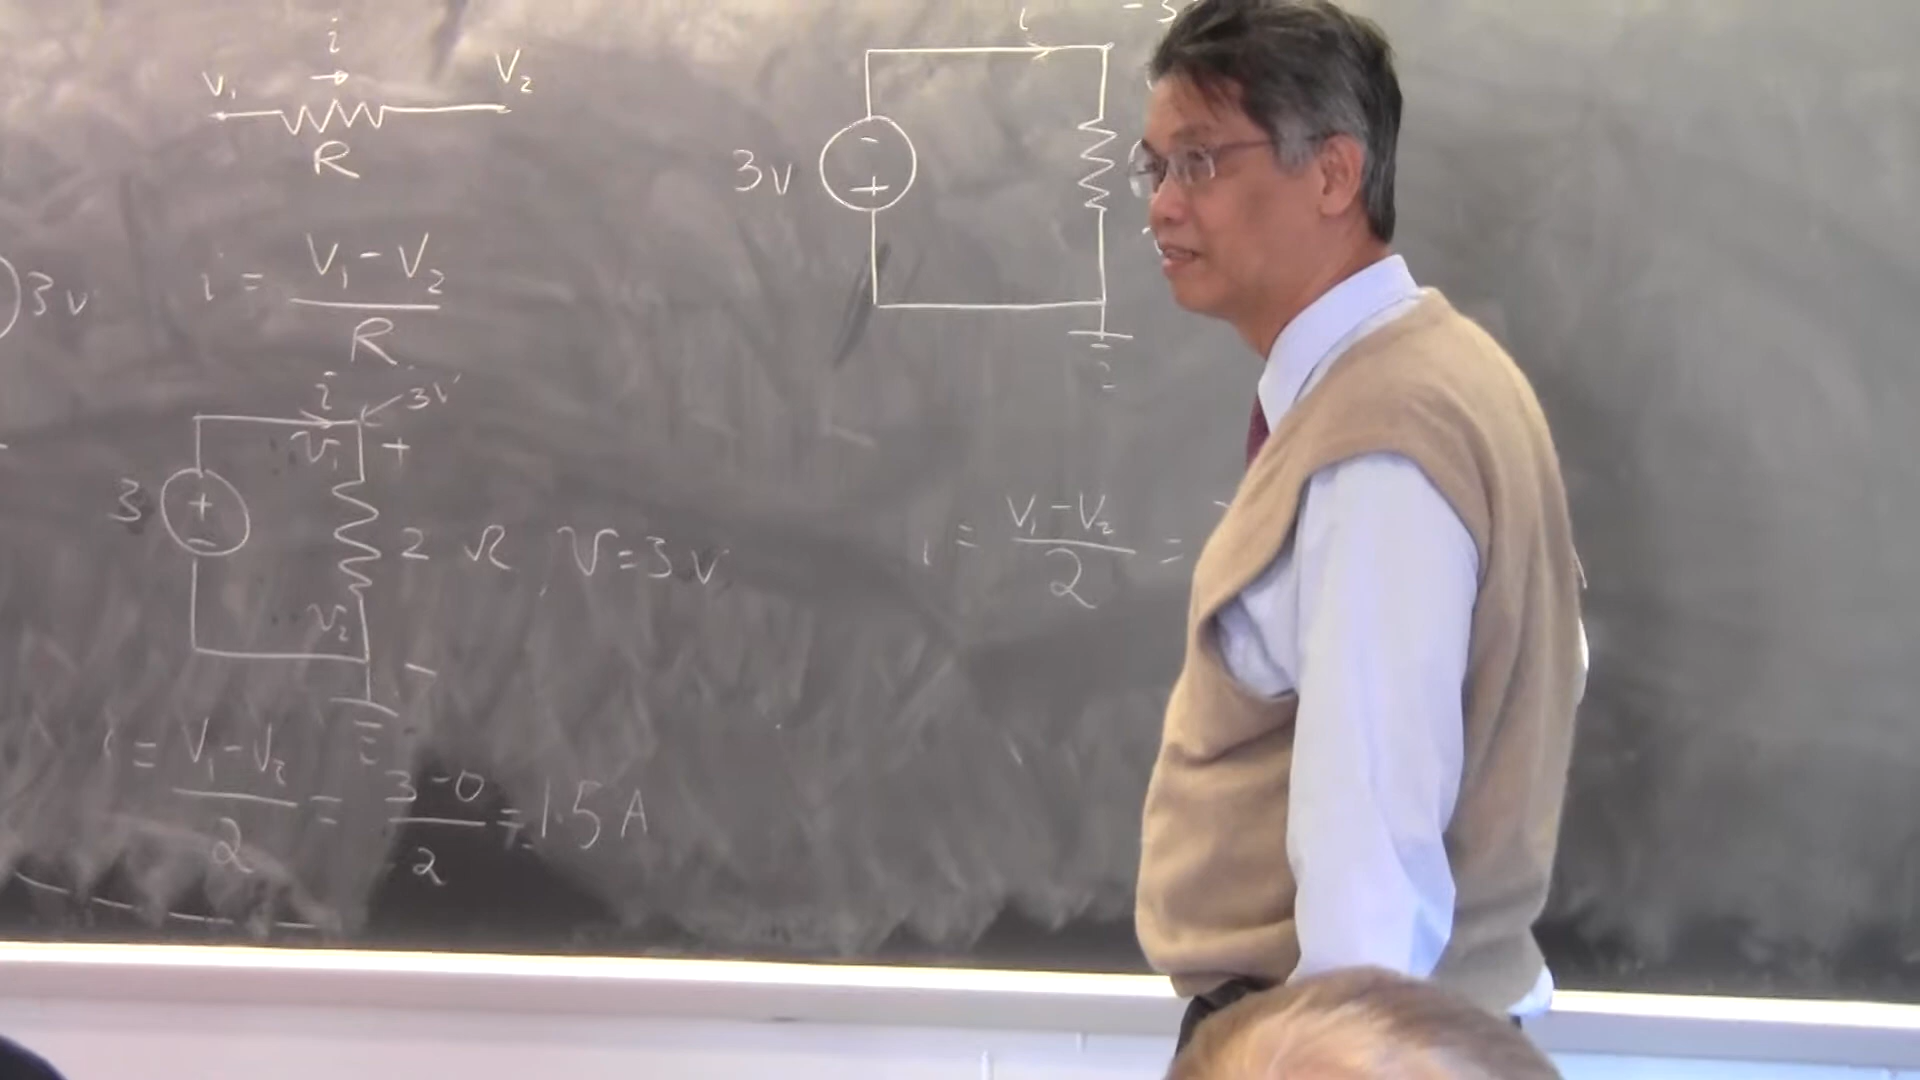 i
V₁ V₂
R
3v
i = (V₁ - V₂) / R
i 3v
v₁ +
3 + -
2 Ω , v = 3 v
v₂
-
i = (V₁ - V₂) / 2 = (3 - 0) / 2 = 1.5 A
i -3
3v - +
i = (V₁ - V₂) / 2 =